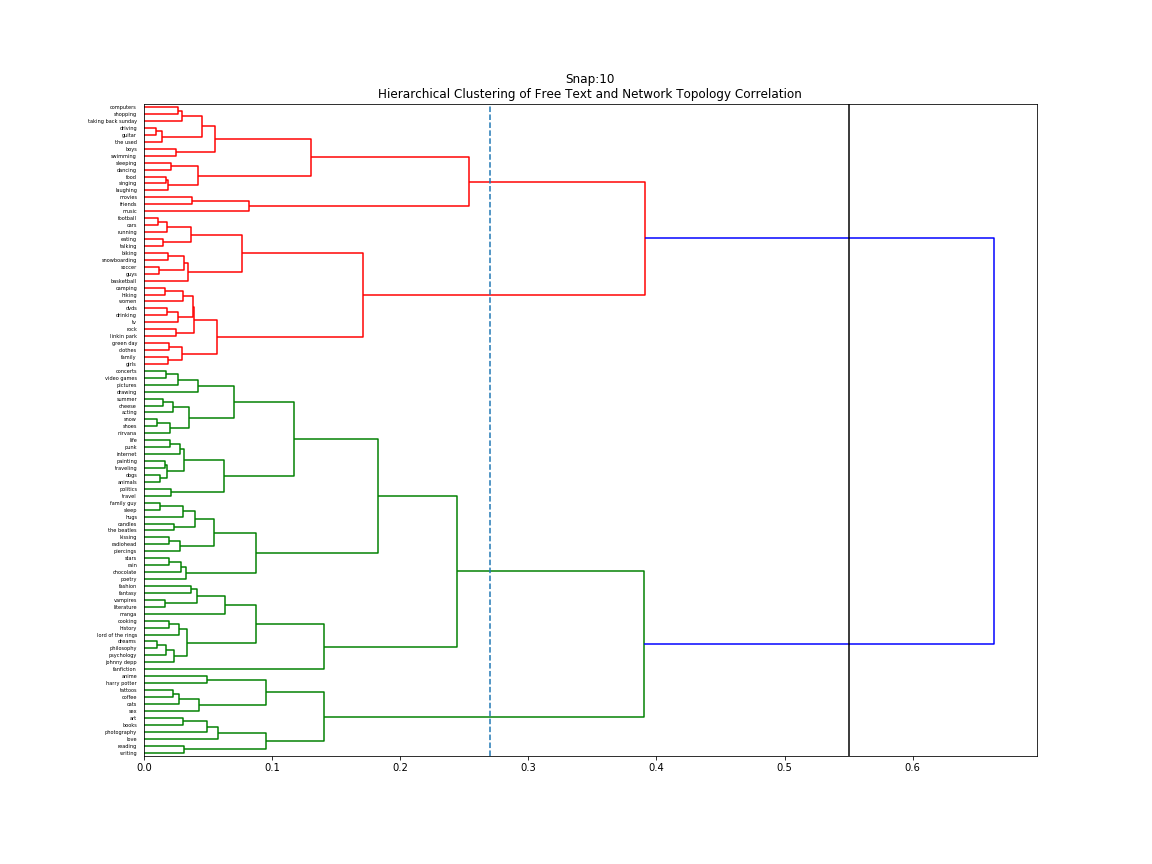 Snap:10
Hierarchical Clustering of Free Text and Network Topology Correlation
computers
shopping
taking back sunday
driving
guitar
the used
boys
swimming
sleeping
dancing
food
singing
laughing
movies
friends
music
football
cars
running
eating
talking
biking
snowboarding
soccer
guys
basketball
camping
hiking
women
dvds
drinking
tv
rock
linkin park
green day
clothes
family
girls
concerts
video games
pictures
drawing
summer
cheese
acting
snow
shoes
nirvana
life
punk
internet
painting
traveling
dogs
animals
politics
travel
family guy
sleep
hugs
candles
the beatles
kissing
radiohead
piercings
stars
rain
chocolate
poetry
fashion
fantasy
vampires
literature
manga
cooking
history
lord of the rings
dreams
philosophy
psychology
johnny depp
fanfiction
anime
harry potter
tattoos
coffee
cats
sex
art
books
photography
love
reading
writing
0.0 0.1 0.2 0.3 0.4 0.5 0.6